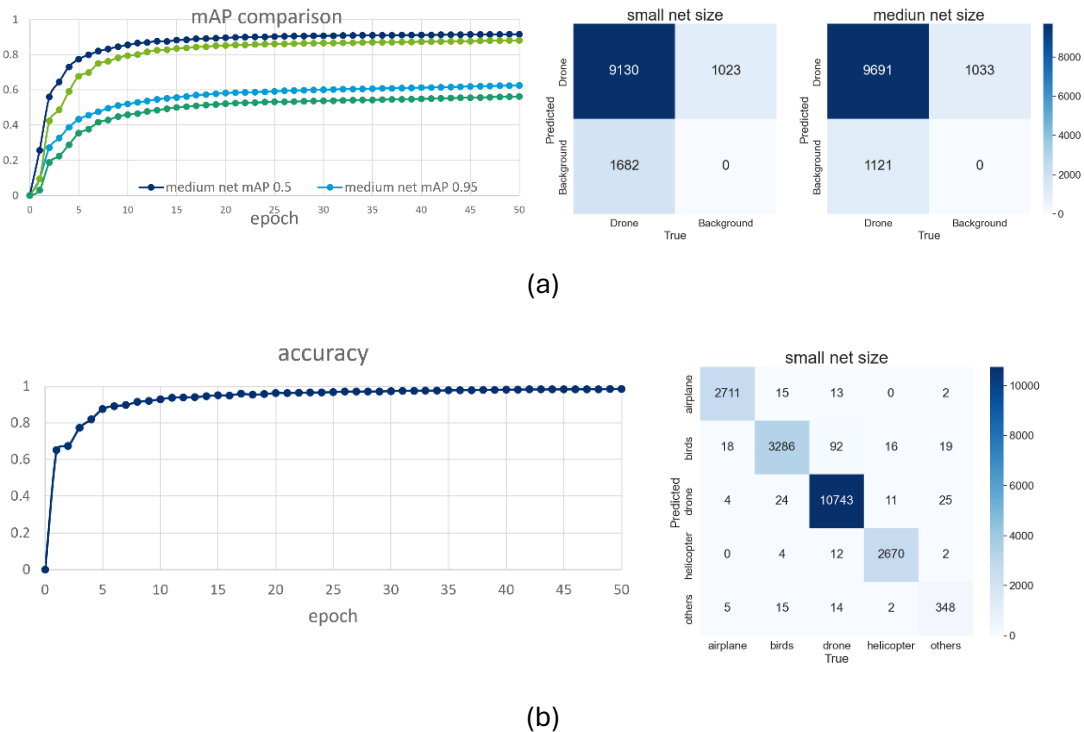 mAP comparison
1
0.8
0.6
0.4
0.2
0
medium net mAP 0.5 medium net mAP 0.95
0 5 10 15 20 25 30 35 40 45 50
epoch
small net size
Predicted
Drone
9130 1023
Background
1682 0
Drone Background
True
mediun net size
Predicted
Drone
9691 1033
Background
1121 0
Drone Background
True
8000
6000
4000
2000
0
(a)
accuracy
1
0.8
0.6
0.4
0.2
0
0 5 10 15 20 25 30 35 40 45 50
epoch
small net size
Predicted
airplane
2711 15 13 0 2
birds
18 3286 92 16 19
drone
4 24 10743 11 25
helicopter
0 4 12 2670 2
others
5 15 14 2 348
airplane birds drone helicopter others
True
10000
8000
6000
4000
2000
0
(b)